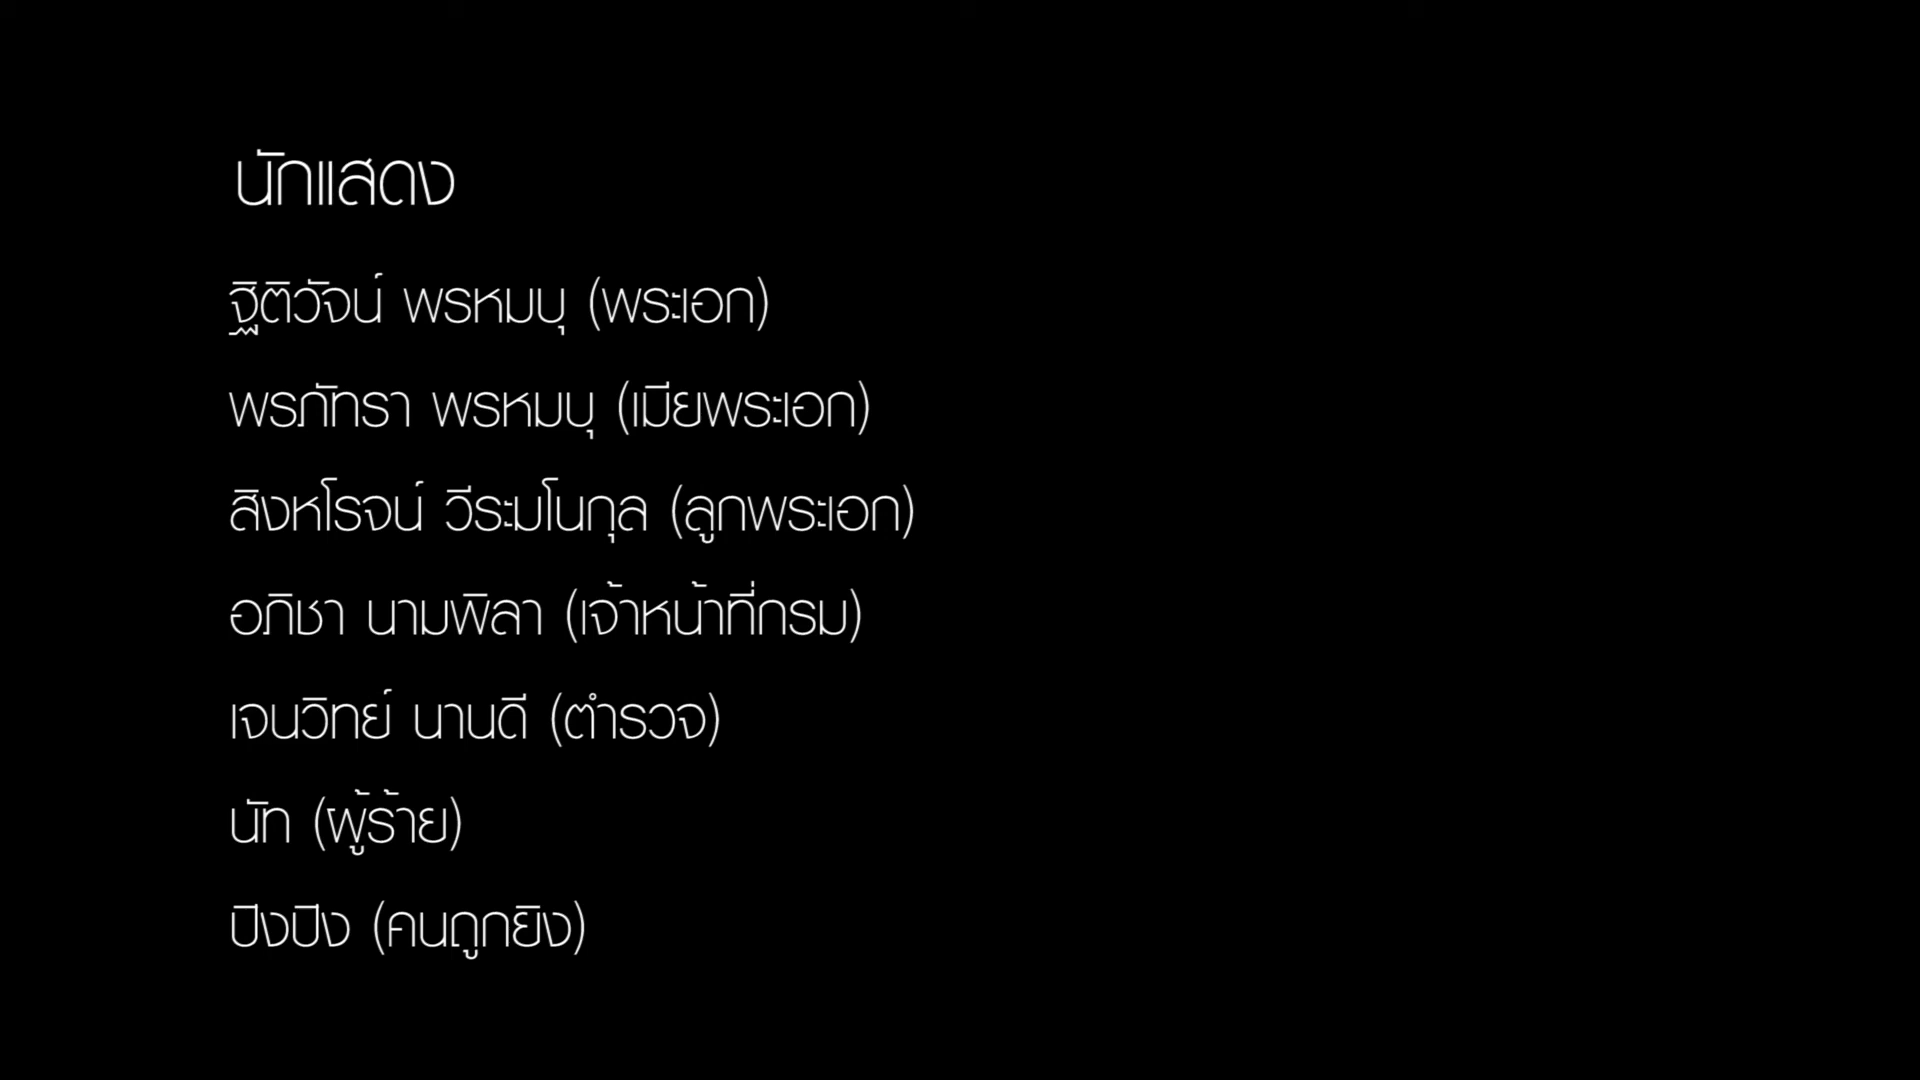 นักแสดง
ฐิติวัจน์ พรหมบุ (พระเอก)
พรภัทรา พรหมบุ (เมียพระเอก)
สิงหโรจน์ วีระมโนกุล (ลูกพระเอก)
อภิชา นามพิลา (เจ้าหน้าที่กรม)
เจนวิทย์ นานดี (ตำรวจ)
นัท (ผู้ร้าย)
ปิงปิง (คนถูกยิง)